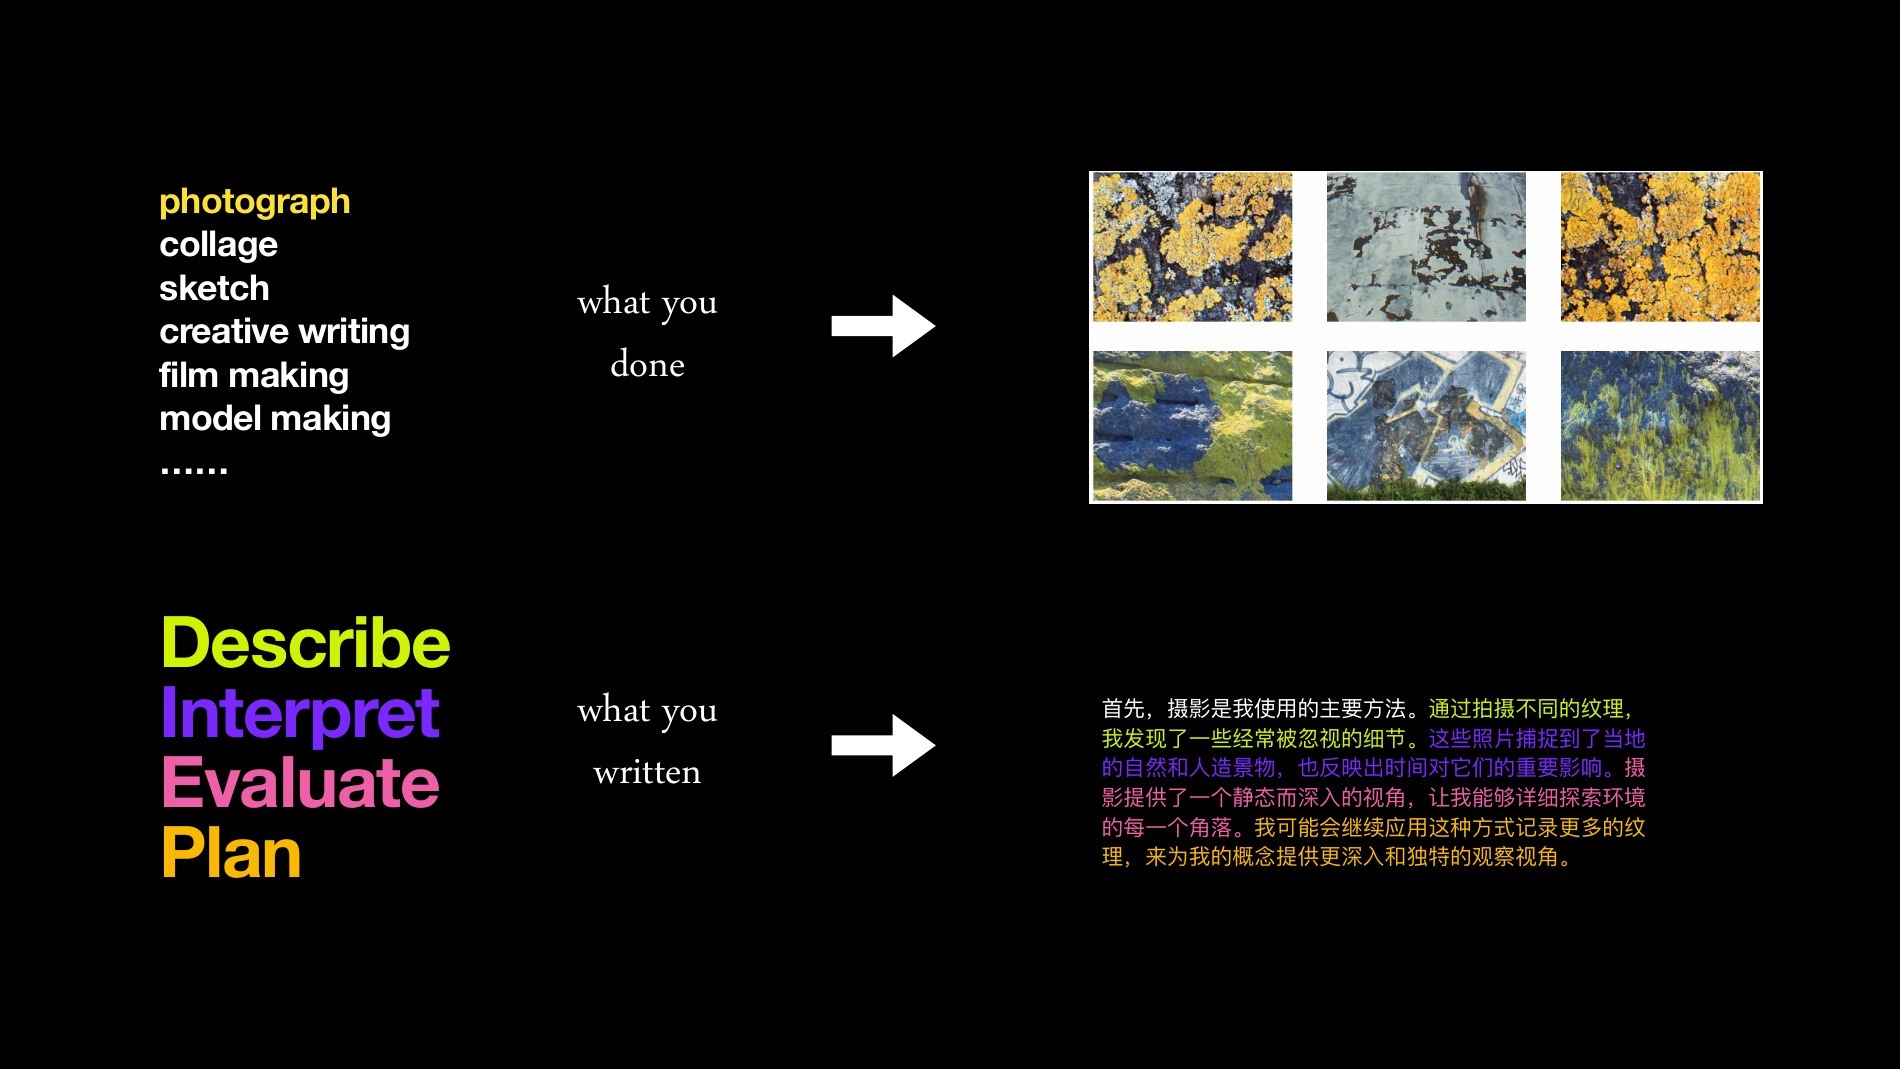 photograph
collage
sketch
creative writing
film making
model making
......
what you
done
Describe
Interpret
Evaluate
Plan
what you
written
首先，摄影是我使用的主要方法。通过拍摄不同的纹理，
我发现了一些经常被忽视的细节。这些照片捕捉到了当地
的自然和人造景物，也反映出时间对它们的重要影响。摄
影提供了一个静态而深入的视角，让我能够详细探索环境
的每一个角落。我可能会继续应用这种方式记录更多的纹
理，来为我的概念提供更深入和独特的观察视角。